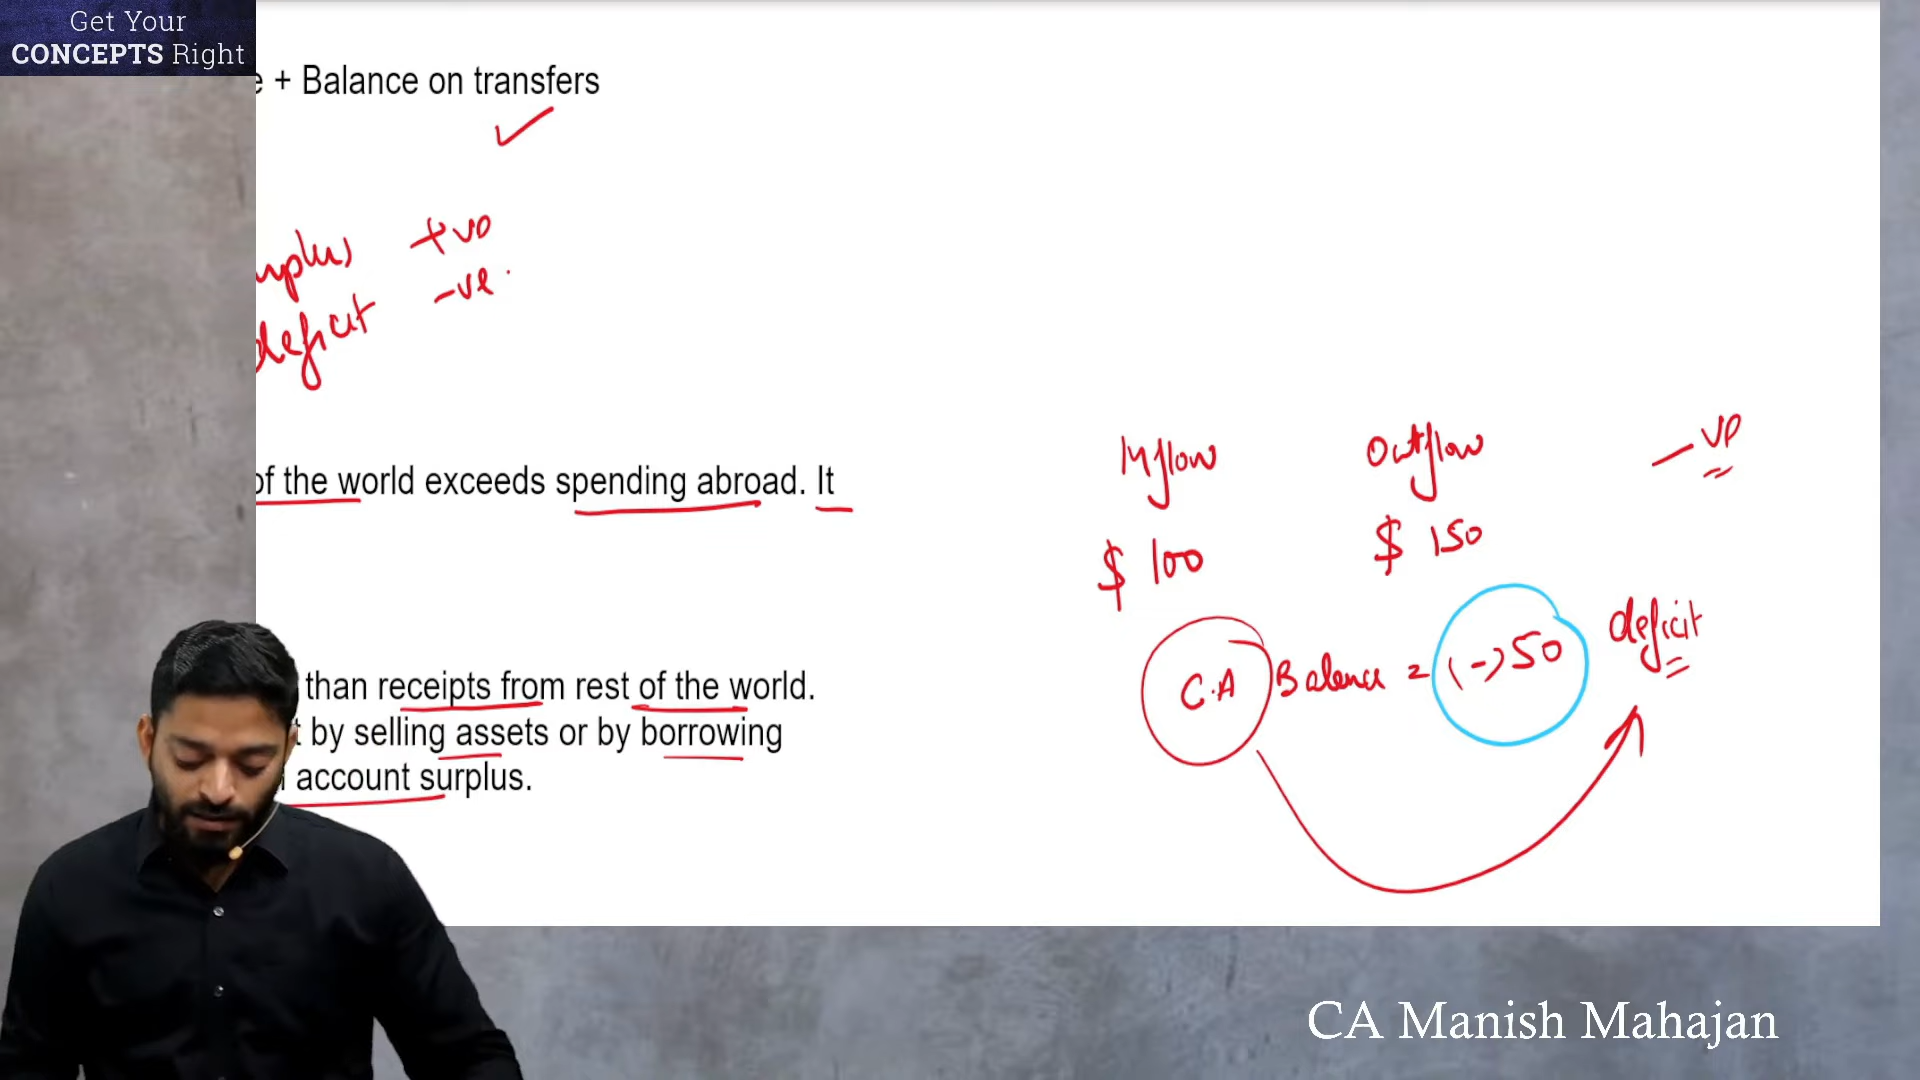 Get Your
CONCEPTS Right
+ Balance on transfers
+ve
deficit -ve
of the world exceeds spending abroad. It
Inflow Outflow -ve
$ 100 $ 150
than receipts from rest of the world.
by selling assets or by borrowing
account surplus.
C.A Balance = (-) 50 deficit
CA Manish Mahajan